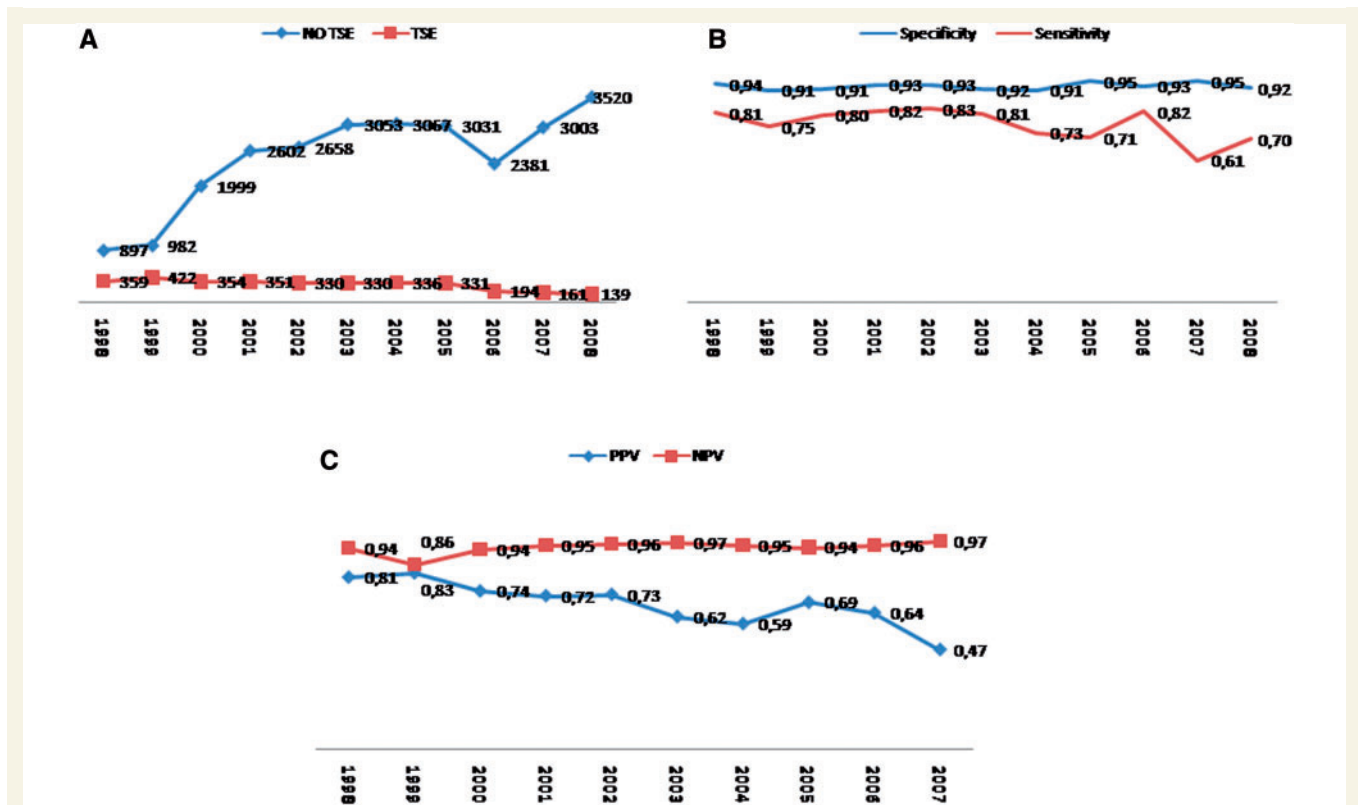 A
NO TSE TSE
897 982 1999 2602 2658 3053 3067 3031 2381 3003 3520
359 422 354 351 330 330 336 331 194 161 139
1998 1999 2000 2001 2002 2003 2004 2005 2006 2007 2008
B
Specificity Sensitivity
0,94 0,91 0,91 0,93 0,93 0,92 0,91 0,95 0,93 0,95 0,92
0,81 0,75 0,80 0,82 0,83 0,81 0,73 0,71 0,82 0,61 0,70
1998 1999 2000 2001 2002 2003 2004 2005 2006 2007 2008
C
PPV NPV
0,94 0,86 0,94 0,95 0,96 0,97 0,95 0,94 0,96 0,97
0,81 0,83 0,74 0,72 0,73 0,62 0,59 0,69 0,64 0,47
1998 1999 2000 2001 2002 2003 2004 2005 2006 2007